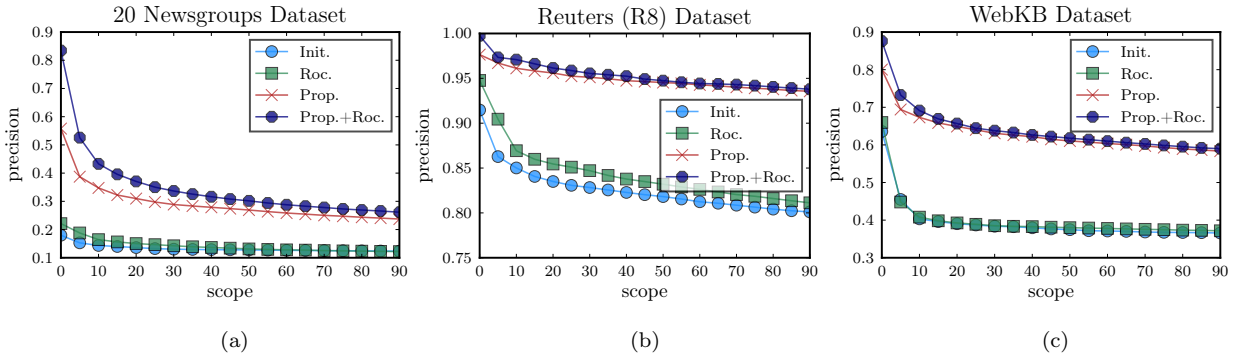 20 Newsgroups Dataset
0.9
0.8
0.7
0.6
0.5
0.4
0.3
0.2
0.1
precision
Init.
Roc.
Prop.
Prop.+Roc.
0 10 20 30 40 50 60 70 80 90
scope
(a)
Reuters (R8) Dataset
1.00
0.95
0.90
0.85
0.80
0.75
precision
Init.
Roc.
Prop.
Prop.+Roc.
0 10 20 30 40 50 60 70 80 90
scope
(b)
WebKB Dataset
0.9
0.8
0.7
0.6
0.5
0.4
0.3
precision
Init.
Roc.
Prop.
Prop.+Roc.
0 10 20 30 40 50 60 70 80 90
scope
(c)